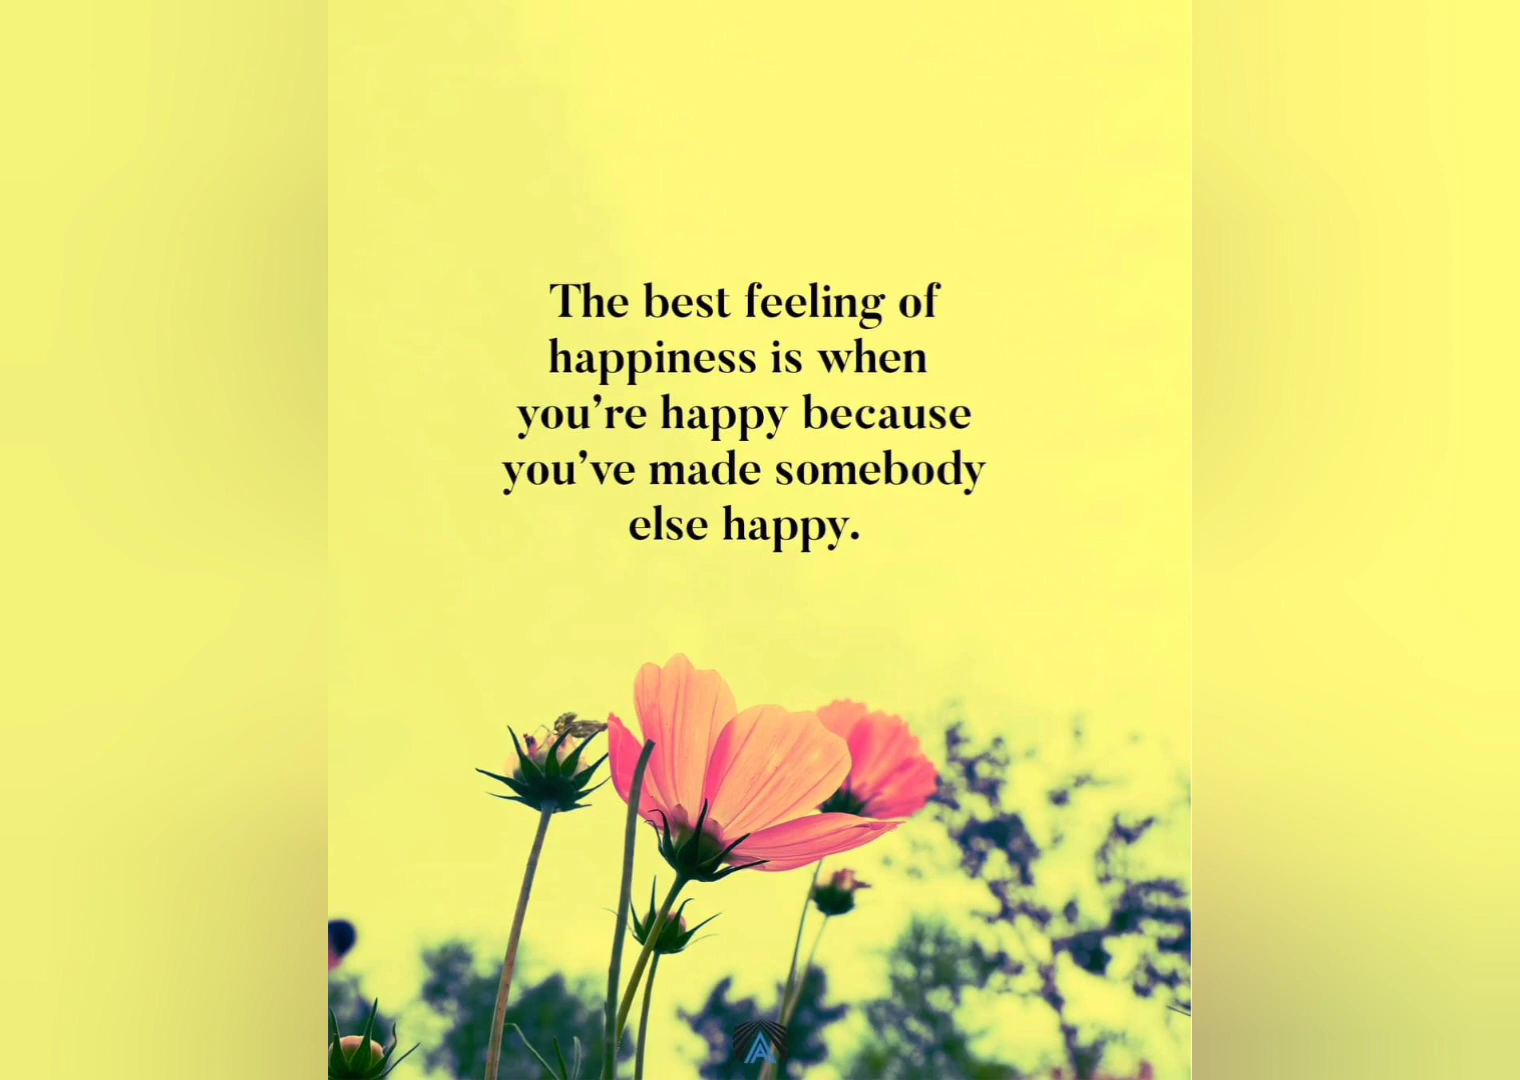 The best feeling of
happiness is when
you’re happy because
you’ve made somebody
else happy.